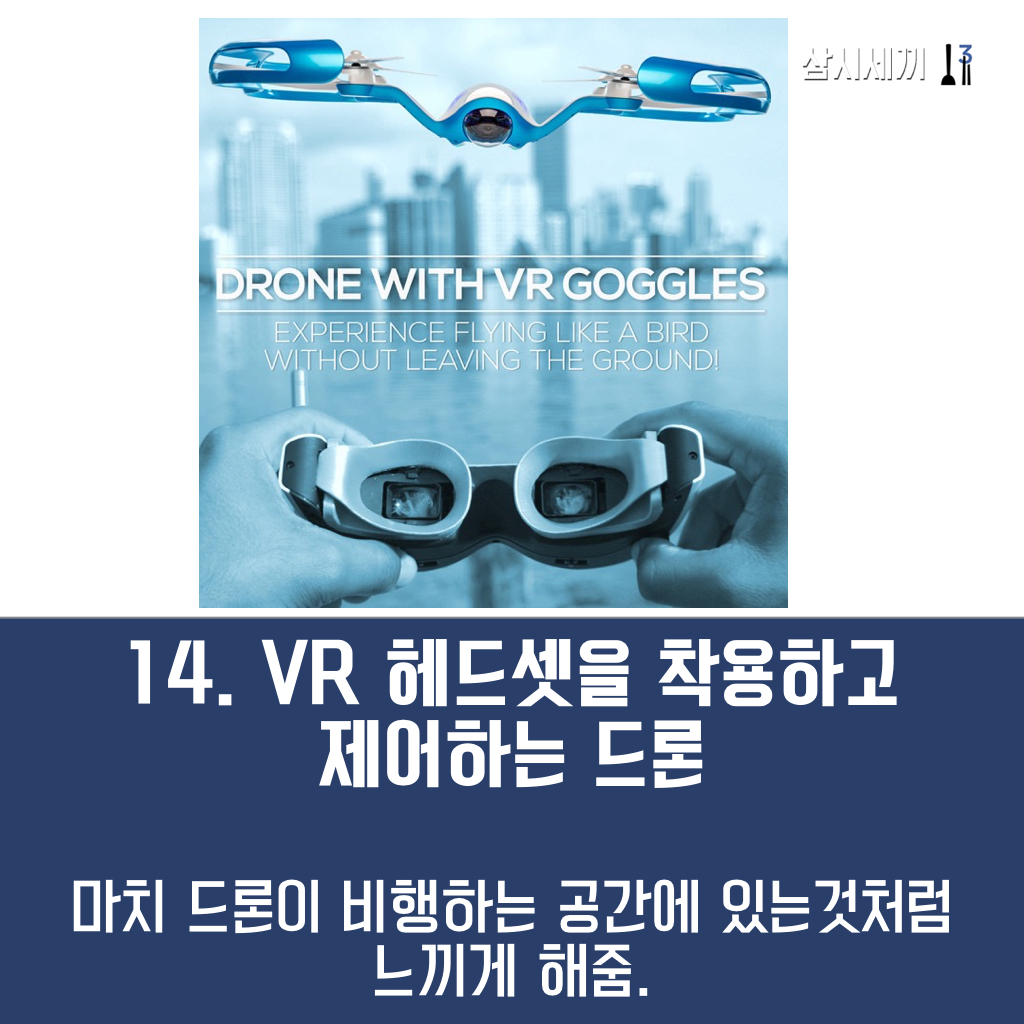 삼시세끼 3
DRONE WITH VR GOGGLES
EXPERIENCE FLYING LIKE A BIRD
WITHOUT LEAVING THE GROUND!
14. VR 헤드셋을 착용하고
제어하는 드론
마치 드론이 비행하는 공간에 있는것처럼
느끼게 해줌.